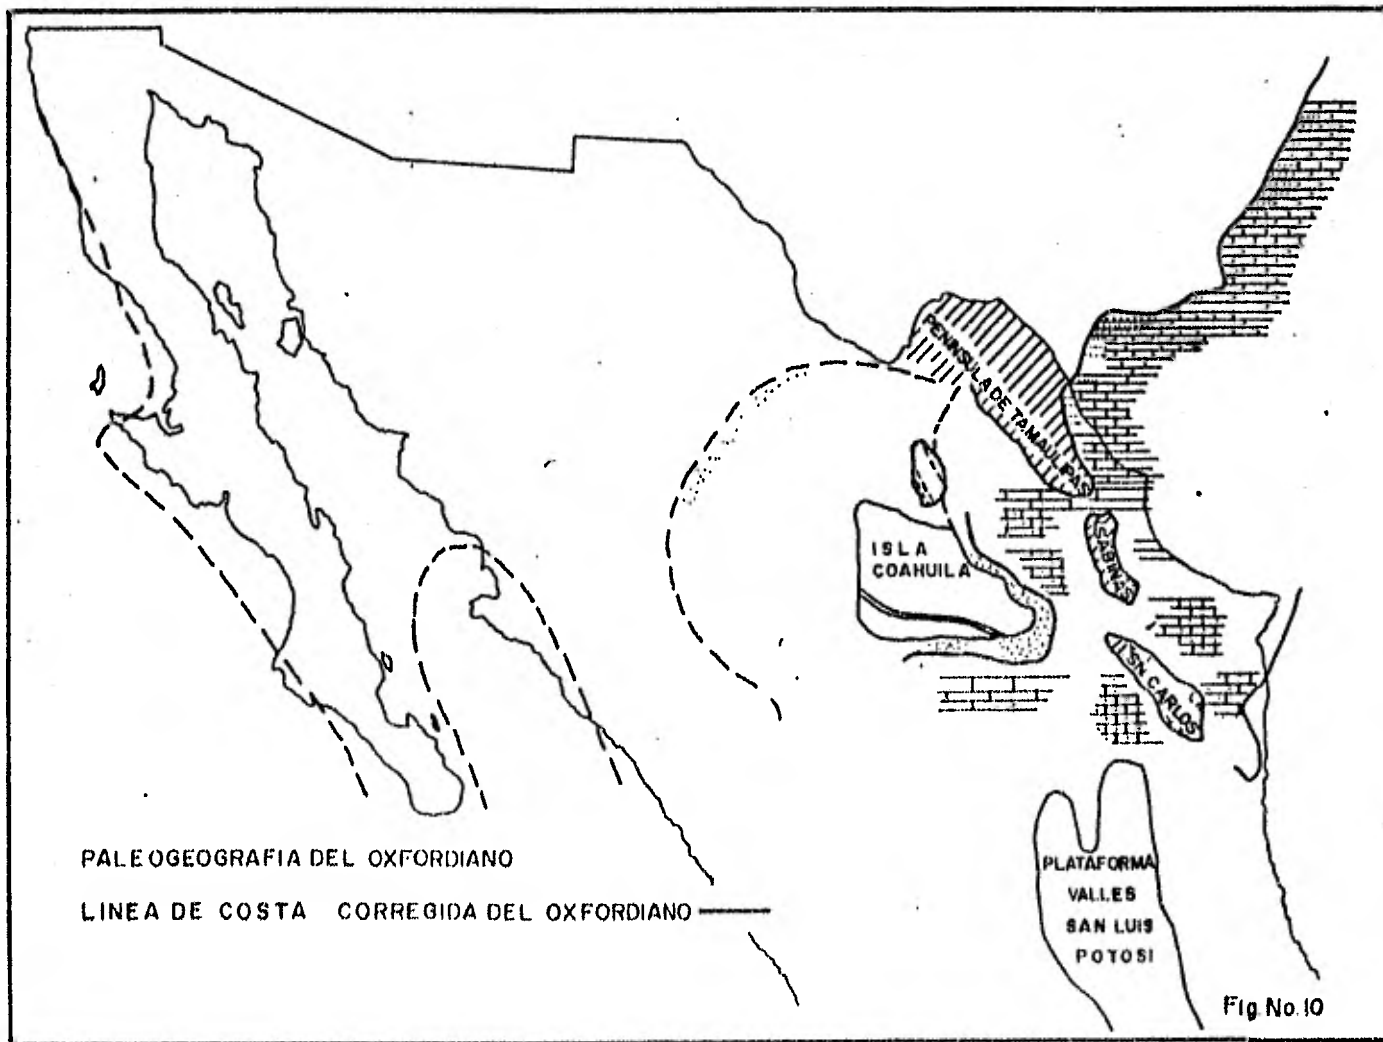 PENINSULA DE TAMAULIPAS
ISLA
COAHUILA
SABINAS
I. SN. CARLOS
PALEOGEOGRAFIA DEL OXFORDIANO
LINEA DE COSTA CORREGIDA DEL OXFORDIANO
PLATAFORMA
VALLES
SAN LUIS
POTOSI
Fig. No. 10